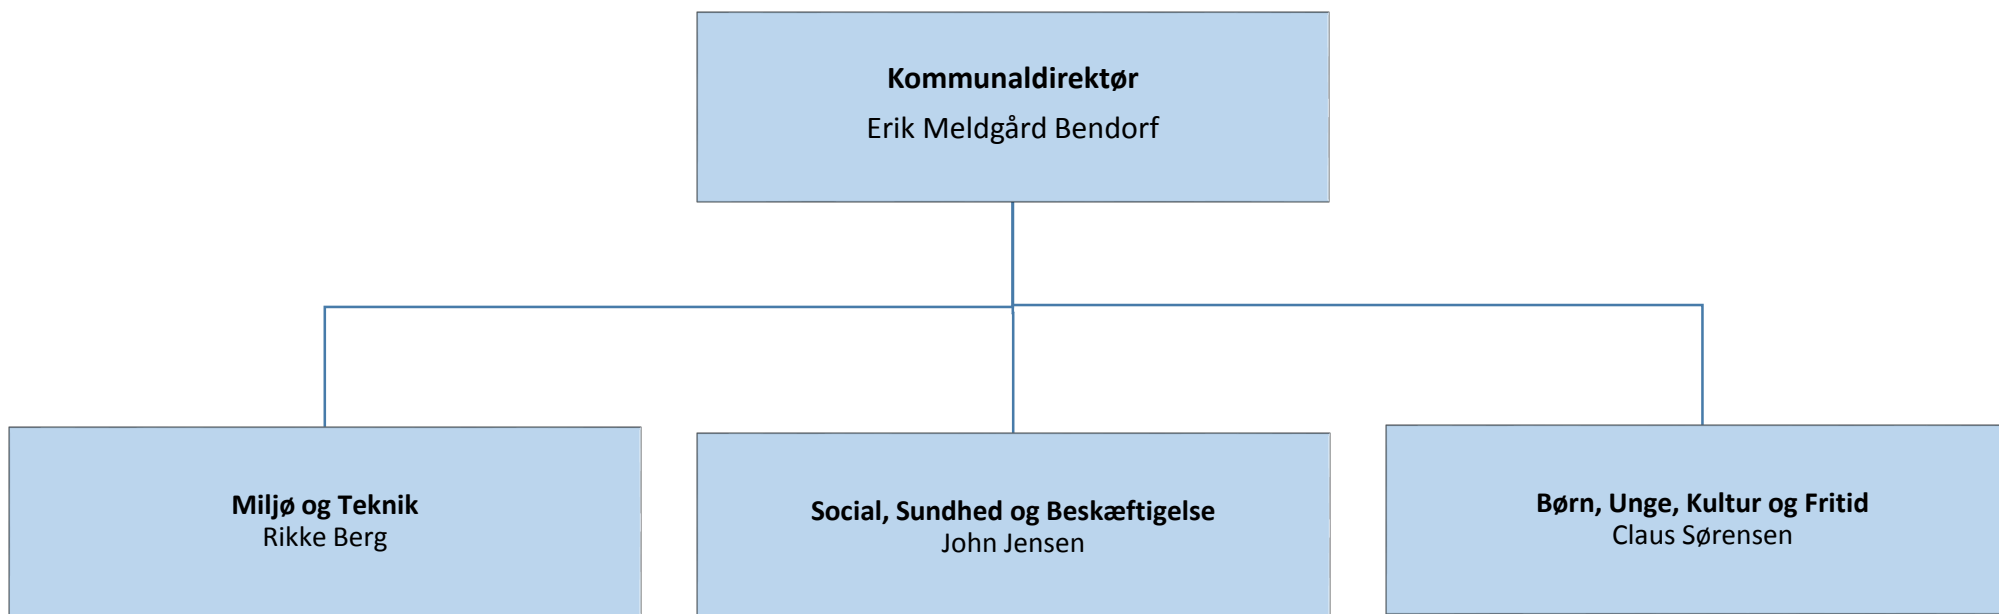 Kommunaldirektør
Erik Meldgård Bendorf
Miljø og Teknik
Rikke Berg
Social, Sundhed og Beskæftigelse
John Jensen
Børn, Unge, Kultur og Fritid
Claus Sørensen